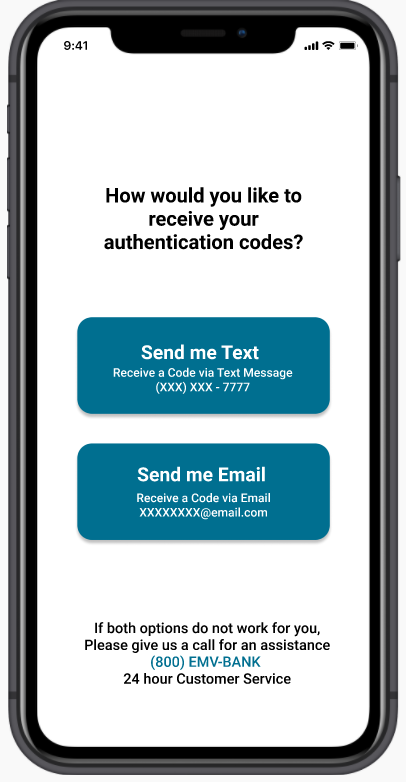 9:41
How would you like to
receive your
authentication codes?
Send me Text
Receive a Code via Text Message
(XXX) XXX - 7777
Send me Email
Receive a Code via Email
XXXXXXXX@email.com
If both options do not work for you,
Please give us a call for an assistance
(800) EMV-BANK
24 hour Customer Service